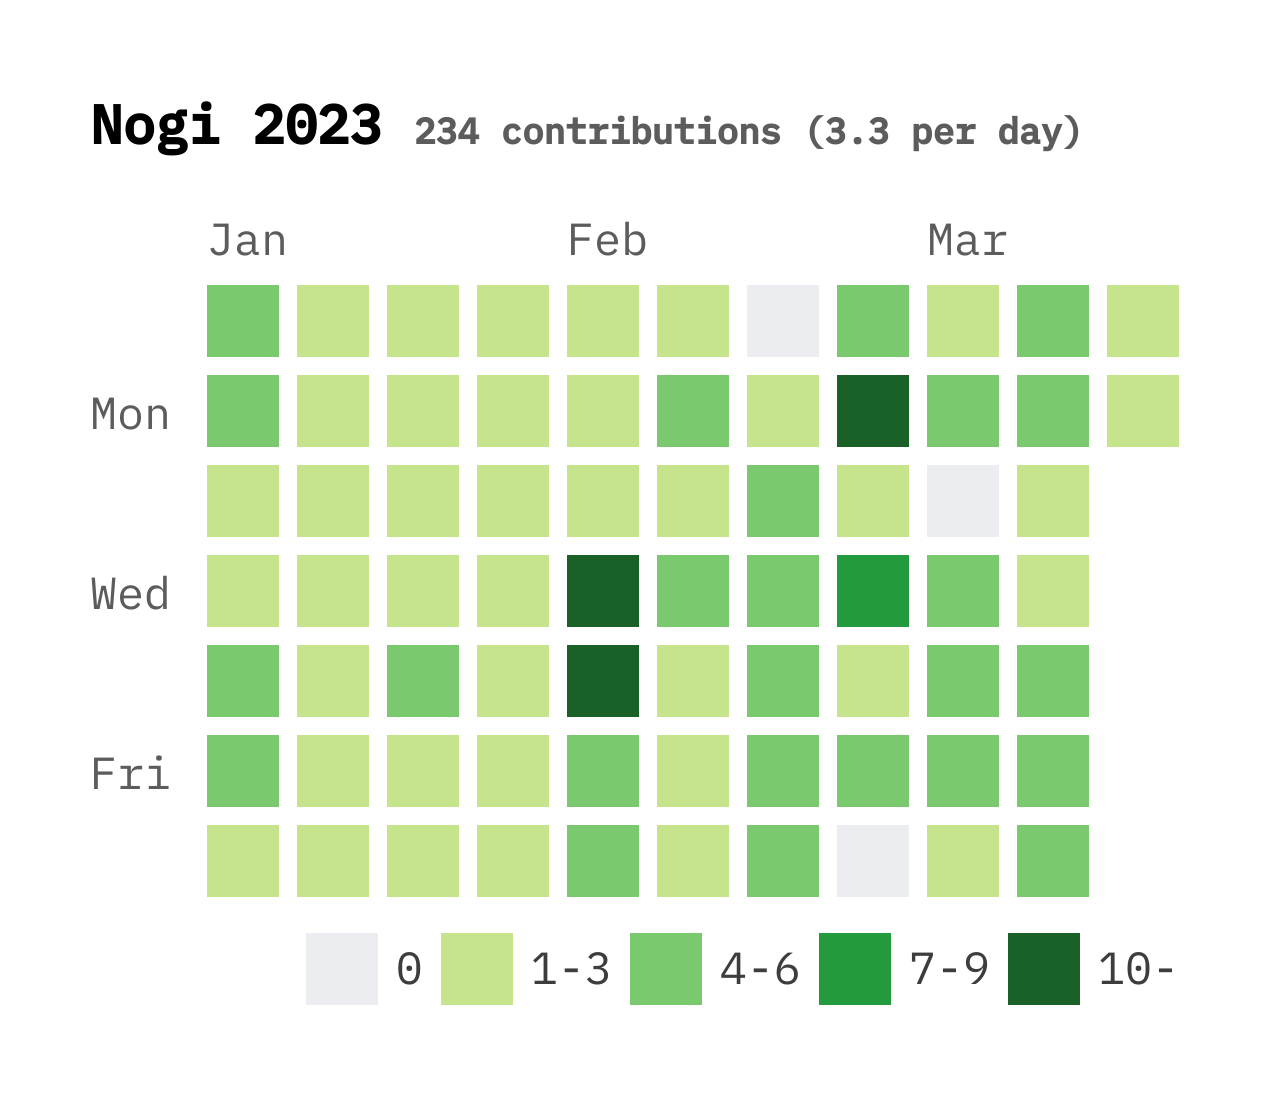 Nogi 2023 234 contributions (3.3 per day)
Jan Feb Mar
Mon
Wed
Fri
0 1-3 4-6 7-9 10-